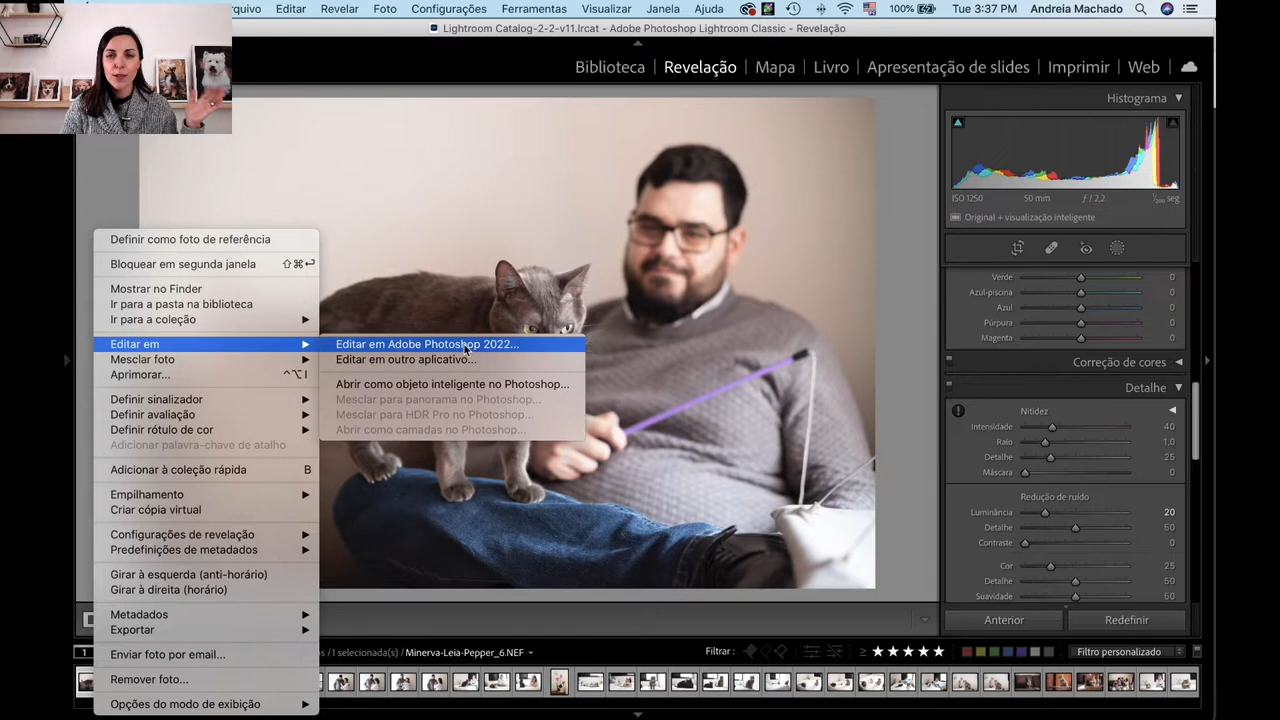 Editar
Revelar
Foto
Configurações
Ferramentas
Visualizar
Janela
Ajuda
100%
Tue 3:37 PM
Andreia Machado
Lightroom Catalog-2-2-v11.lrcat - Adobe Photoshop Lightroom Classic - Revelação
Biblioteca | Revelação | Mapa | Livro | Apresentação de slides | Imprimir | Web
Histograma
ISO 1250
50 mm
ƒ / 2,2
1/200 seg
Original + visualização inteligente
Verde 0
Azul-piscina 0
Azul 0
Púrpura 0
Magenta 0
Correção de cores
Detalhe
Nitidez
Intensidade 40
Raio 1,0
Detalhe 25
Máscara 0
Redução de ruído
Luminância 20
Detalhe 50
Contraste 0
Cor 25
Detalhe 50
Suavidade 50
Anterior
Redefinir
Definir como foto de referência
Bloquear em segunda janela ⇧⌘↩
Mostrar no Finder
Ir para a pasta na biblioteca
Ir para a coleção
Editar em
Mesclar foto
Aprimorar... ^⌥I
Definir sinalizador
Definir avaliação
Definir rótulo de cor
Adicionar palavra-chave de atalho
Adicionar à coleção rápida B
Empilhamento
Criar cópia virtual
Configurações de revelação
Predefinições de metadados
Girar à esquerda (anti-horário)
Girar à direita (horário)
Metadados
Exportar
Enviar foto por email...
Remover foto...
Opções do modo de exibição
Editar em Adobe Photoshop 2022...
Editar em outro aplicativo...
Abrir como objeto inteligente no Photoshop...
Mesclar para panorama no Photoshop...
Mesclar para HDR Pro no Photoshop...
Abrir como camadas no Photoshop...
1
/1 selecionada(s) / Minerva-Leia-Pepper_6.NEF
Filtrar:
≥ ★★★★★
Filtro personalizado